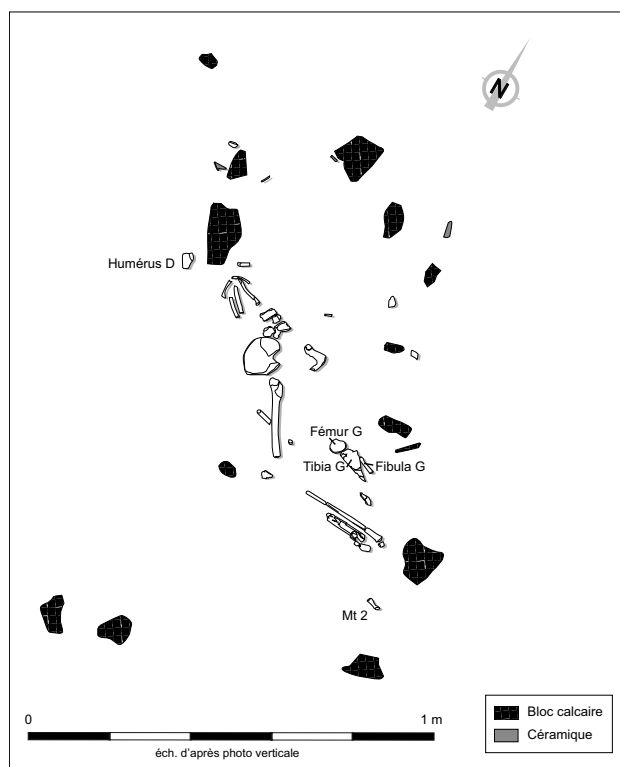 N
Humérus D
Fémur G
Tibia G
Fibula G
Mt 2
0
1 m
éch. d'après photo verticale
Bloc calcaire
Céramique